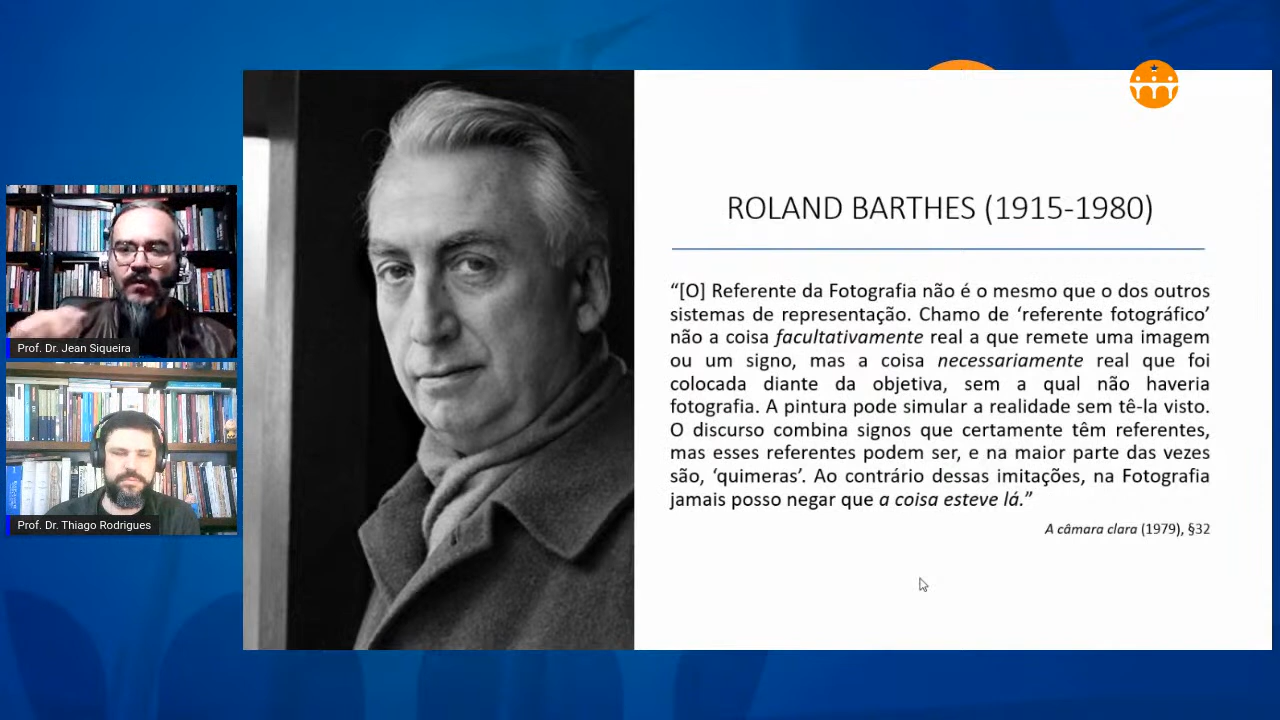 Prof. Dr. Jean Siqueira
Prof. Dr. Thiago Rodrigues
ROLAND BARTHES (1915-1980)
“[O] Referente da Fotografia não é o mesmo que o dos outros
sistemas de representação. Chamo de ‘referente fotográfico’
não a coisa facultativamente real a que remete uma imagem
ou um signo, mas a coisa necessariamente real que foi
colocada diante da objetiva, sem a qual não haveria
fotografia. A pintura pode simular a realidade sem tê-la visto.
O discurso combina signos que certamente têm referentes,
mas esses referentes podem ser, e na maior parte das vezes
são, ‘quimeras’. Ao contrário dessas imitações, na Fotografia
jamais posso negar que a coisa esteve lá.”
A câmara clara (1979), §32